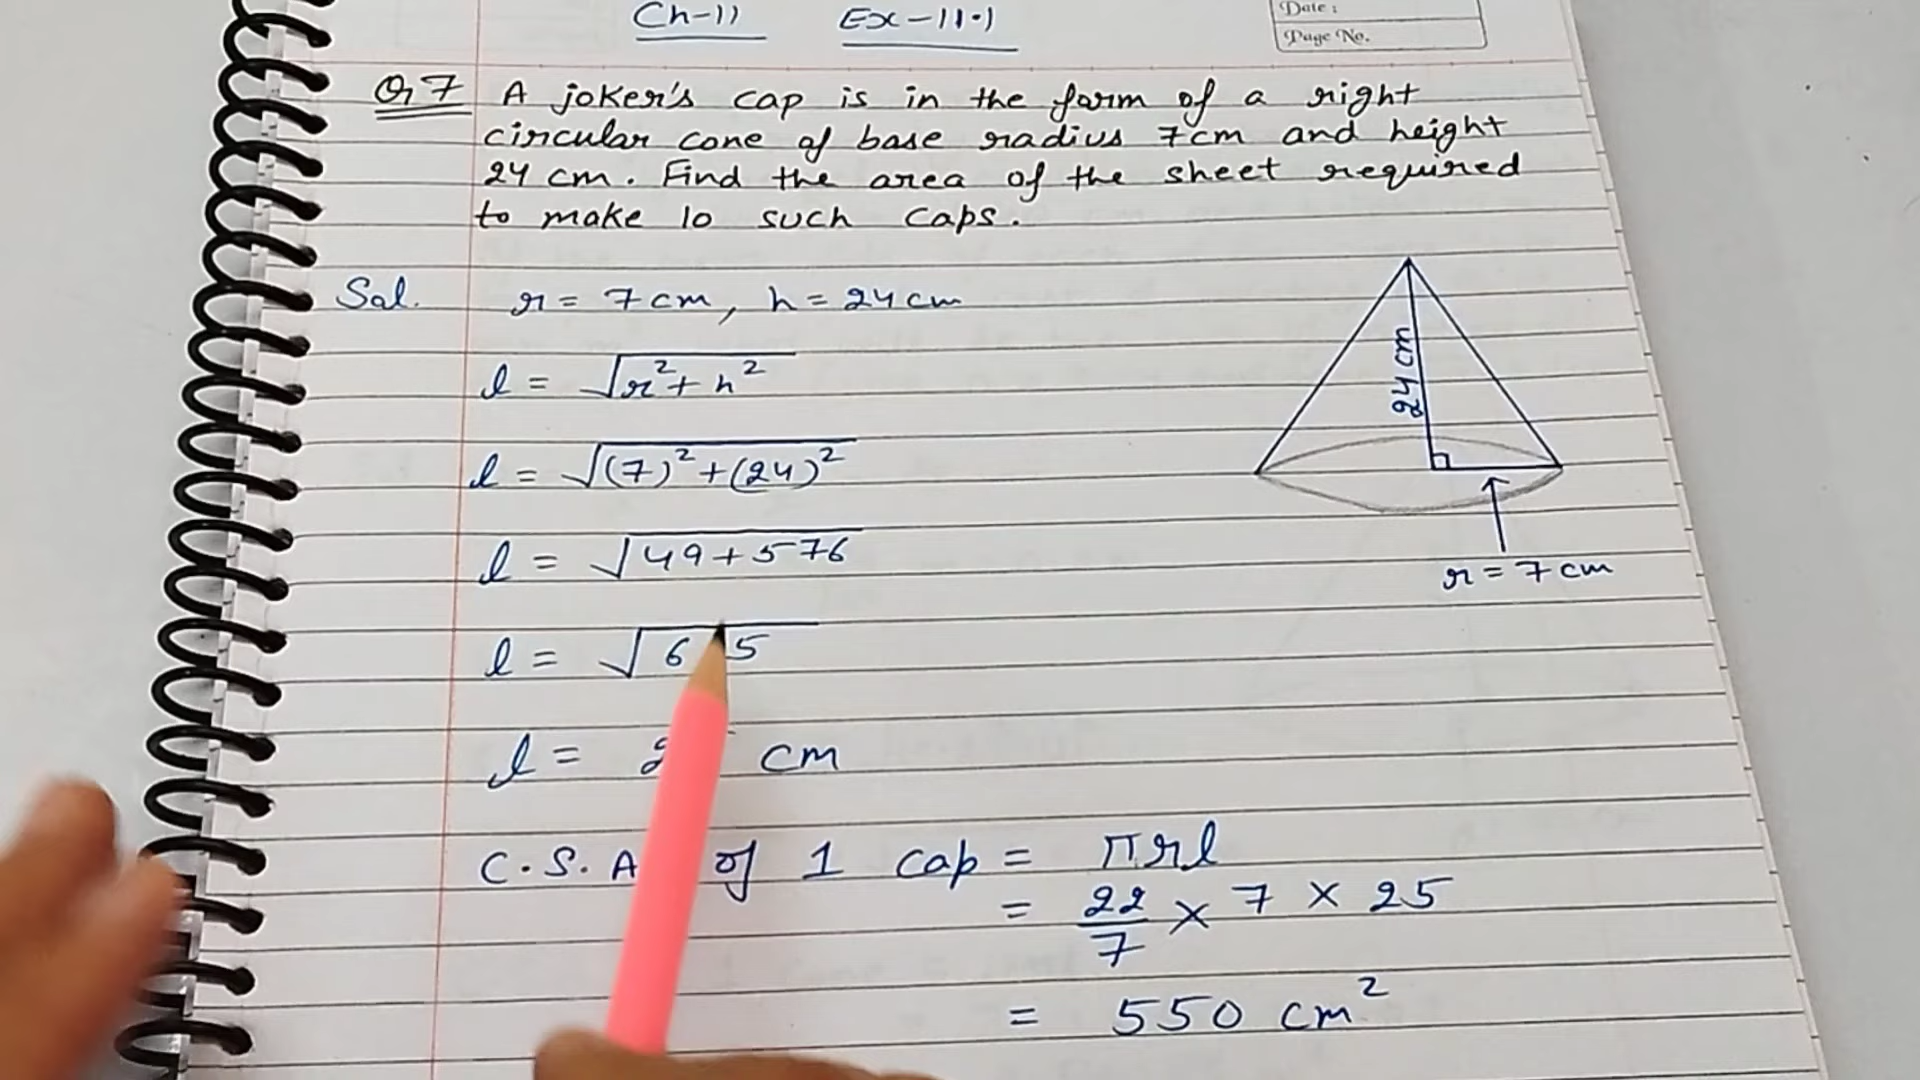 Ch-11 Ex-11.1
Date :
Page No.
Q7 A joker's cap is in the form of a right
circular cone of base radius 7cm and height
24 cm. Find the area of the sheet required
to make 10 such caps.
Sol. r = 7cm, h = 24cm
l = √r²+h²
l = √(7)²+(24)²
24 cm
l = √49+576
r = 7 cm
l = √6 5
l = 2 cm
C.S.A of 1 cap = πrl
= 22/7 × 7 × 25
= 550 cm²